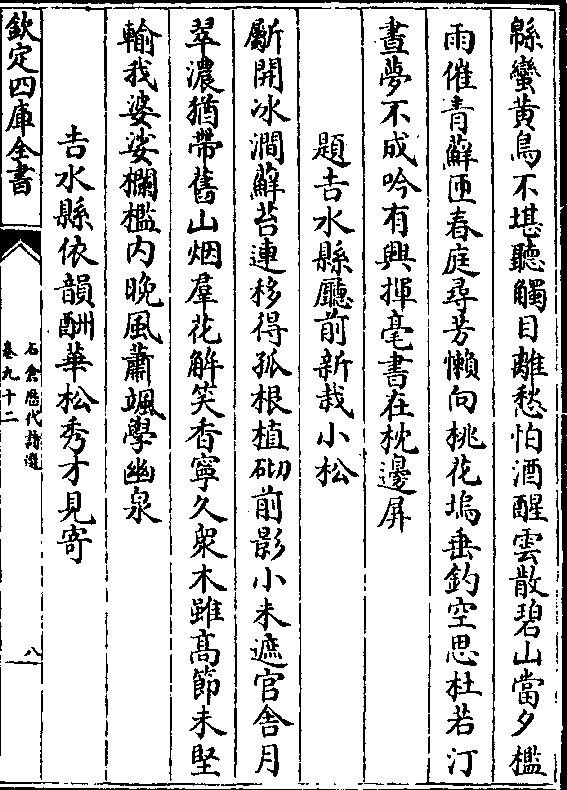 緜蠻黄鳥不堪聽觸目離愁怕酒醒雲散碧山當夕檻
雨催青蘚匝春庭尋芳懶向桃花塢垂釣空思杜若汀
晝夢不成吟有興揮毫書在枕邊屏
題吉水縣廳前新栽小松
斸開冰澗蘚苔連移得孤根植砌前影小未遮官舍月
翠濃猶帶舊山烟羣花解笑香寧久衆木雖高節未堅
輸我婆娑欄檻内晚風蕭颯學幽泉
吉水縣依韻酬華松秀才見寄
欽定四庫全書
石倉歷代詩選
卷九十二
八